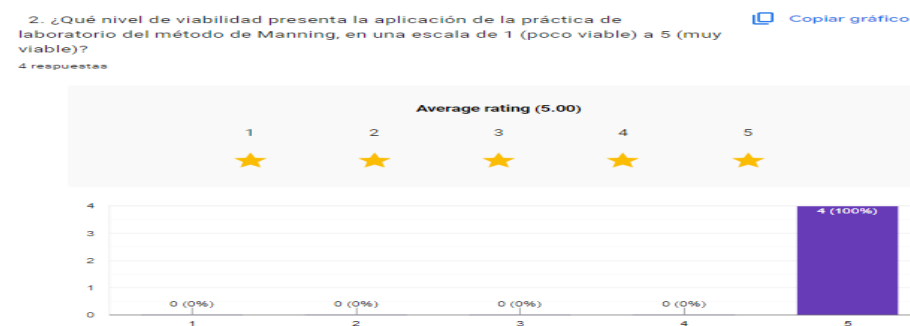 2. ¿Qué nivel de viabilidad presenta la aplicación de la práctica de
laboratorio del método de Manning, en una escala de 1 (poco viable) a 5 (muy
viable)?
Copiar gráfico
4 respuestas
Average rating (5.00)
1 2 3 4 5
4
3
2
1
0
0 (0%) 0 (0%) 0 (0%) 0 (0%) 4 (100%)
1 2 3 4 5